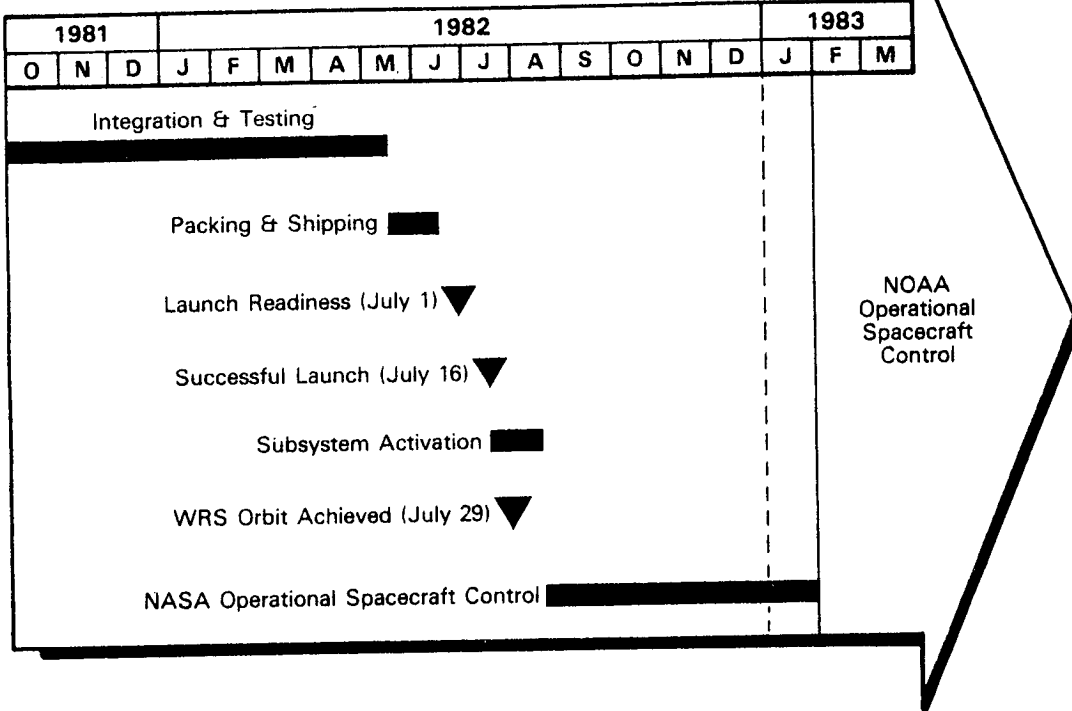 1981 1982 1983
O N D J F M A M J J A S O N D J F M
Integration & Testing
Packing & Shipping
Launch Readiness (July 1)
Successful Launch (July 16)
Subsystem Activation
WRS Orbit Achieved (July 29)
NASA Operational Spacecraft Control
NOAA
Operational
Spacecraft
Control